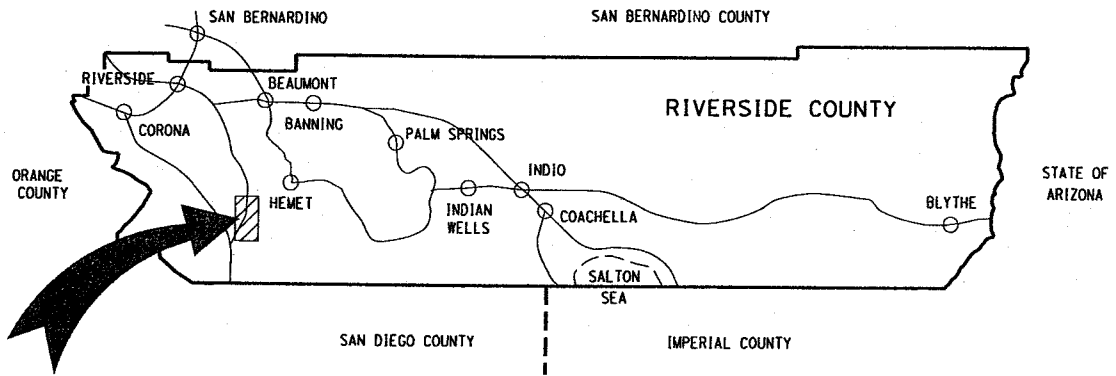 SAN BERNARDINO
SAN BERNARDINO COUNTY
RIVERSIDE
BEAUMONT
RIVERSIDE COUNTY
CORONA
BANNING
PALM SPRINGS
ORANGE
COUNTY
INDIO
STATE OF
ARIZONA
HEMET
INDIAN
WELLS
COACHELLA
BLYTHE
SALTON
SEA
SAN DIEGO COUNTY
IMPERIAL COUNTY